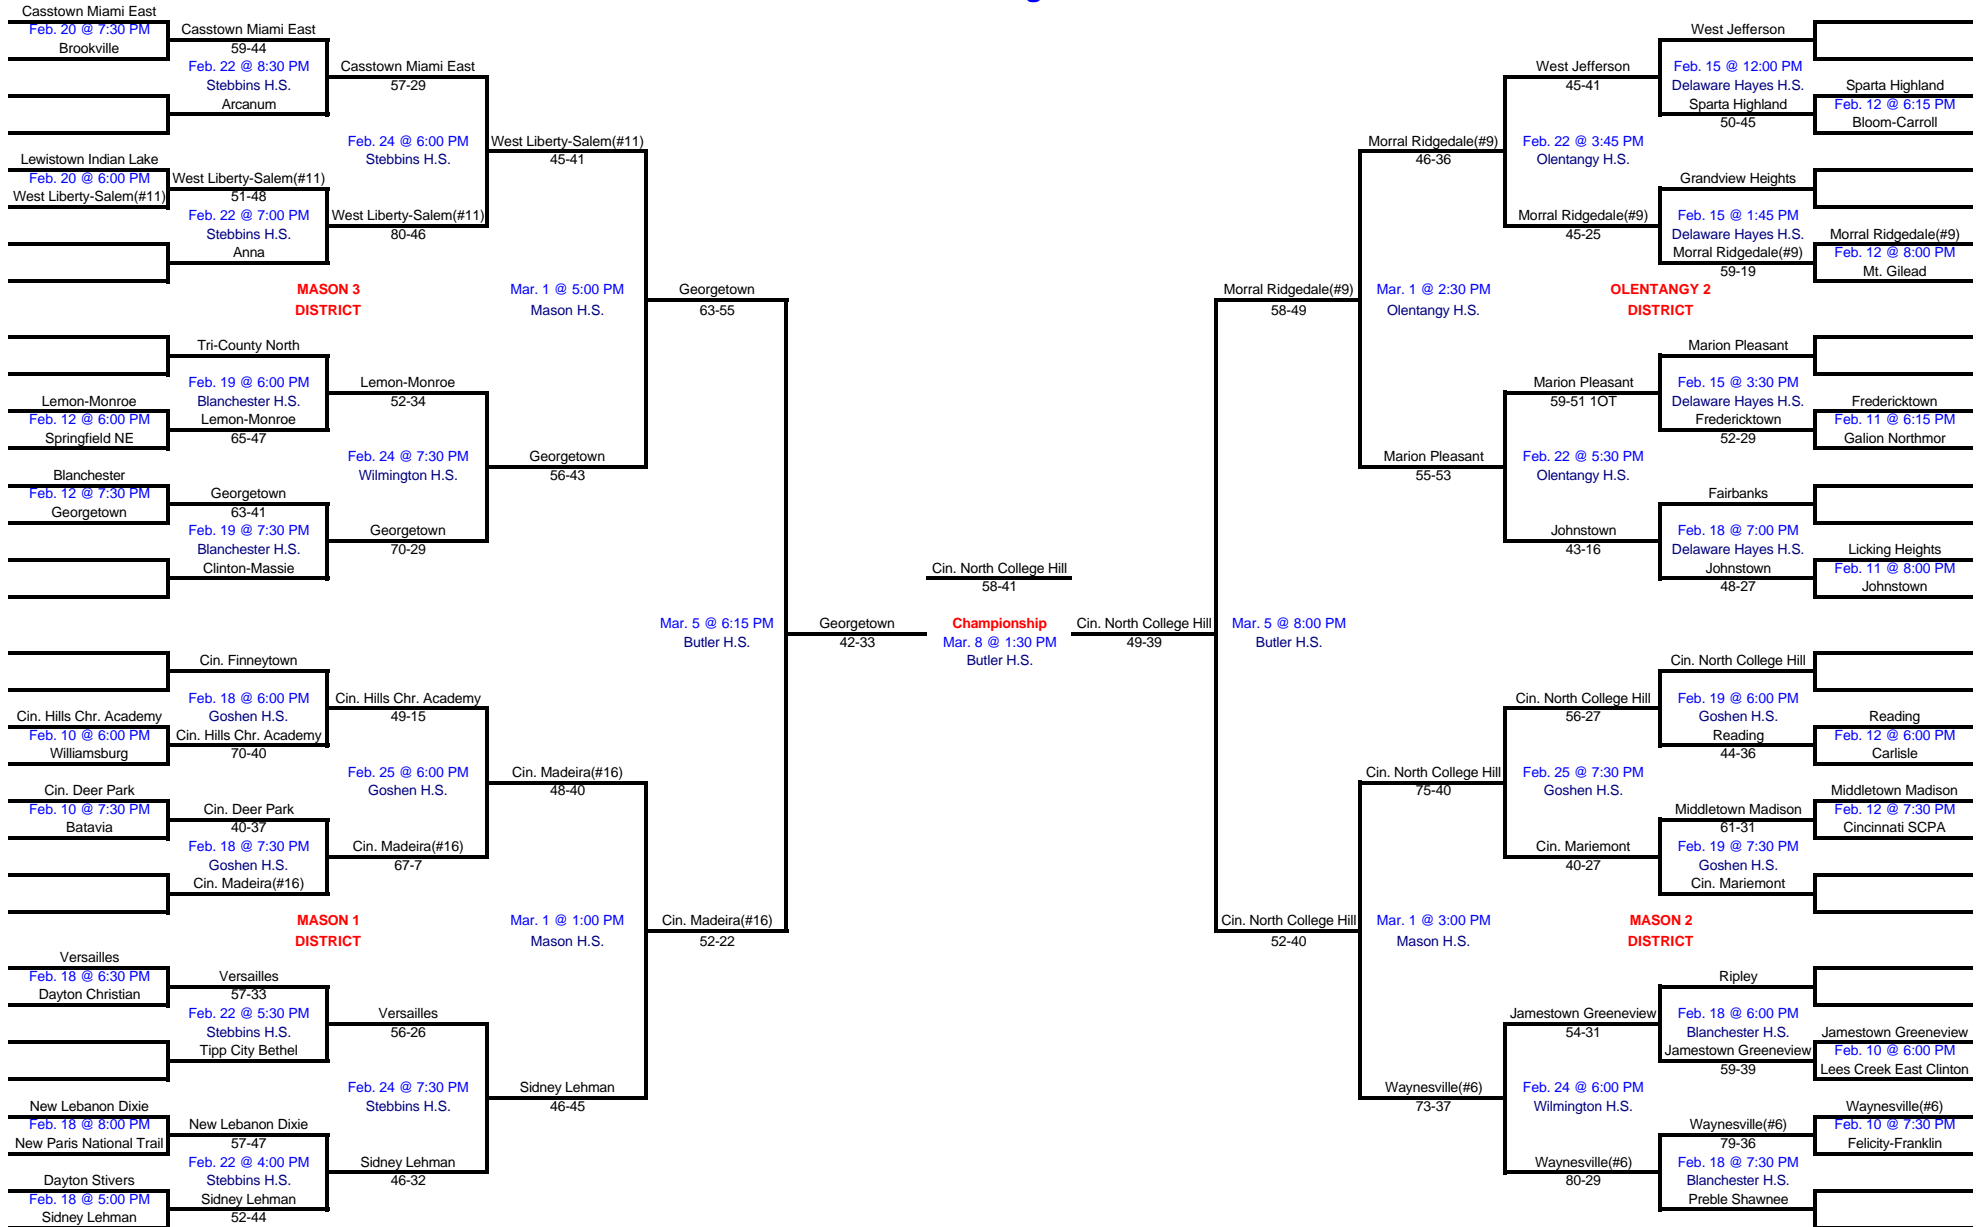 Casstown Miami East
Feb. 20 @ 7:30 PM
Brookville
Casstown Miami East
59-44
Feb. 22 @ 8:30 PM
Stebbins H.S.
Arcanum
Casstown Miami East
57-29
Feb. 24 @ 6:00 PM
Stebbins H.S.
West Liberty-Salem(#11)
45-41
Lewistown Indian Lake
Feb. 20 @ 6:00 PM
West Liberty-Salem(#11)
West Liberty-Salem(#11)
51-48
Feb. 22 @ 7:00 PM
Stebbins H.S.
Anna
West Liberty-Salem(#11)
80-46
MASON 3
DISTRICT
Mar. 1 @ 5:00 PM
Mason H.S.
Georgetown
63-55
Tri-County North
Feb. 19 @ 6:00 PM
Blanchester H.S.
Lemon-Monroe
65-47
Lemon-Monroe
Feb. 12 @ 6:00 PM
Springfield NE
Lemon-Monroe
52-34
Feb. 24 @ 7:30 PM
Wilmington H.S.
Georgetown
56-43
Blanchester
Feb. 12 @ 7:30 PM
Georgetown
Georgetown
63-41
Feb. 19 @ 7:30 PM
Blanchester H.S.
Clinton-Massie
Georgetown
70-29
Mar. 5 @ 6:15 PM
Butler H.S.
Georgetown
42-33
Cin. North College Hill
58-41
Championship
Mar. 8 @ 1:30 PM
Butler H.S.
Cin. North College Hill
49-39
Mar. 5 @ 8:00 PM
Butler H.S.
Cin. Finneytown
Feb. 18 @ 6:00 PM
Goshen H.S.
Cin. Hills Chr. Academy
70-40
Cin. Hills Chr. Academy
Feb. 10 @ 6:00 PM
Williamsburg
Cin. Hills Chr. Academy
49-15
Feb. 25 @ 6:00 PM
Goshen H.S.
Cin. Madeira(#16)
48-40
Cin. Deer Park
Feb. 10 @ 7:30 PM
Batavia
Cin. Deer Park
40-37
Feb. 18 @ 7:30 PM
Goshen H.S.
Cin. Madeira(#16)
Cin. Madeira(#16)
67-7
MASON 1
DISTRICT
Mar. 1 @ 1:00 PM
Mason H.S.
Cin. Madeira(#16)
52-22
Versailles
Feb. 18 @ 6:30 PM
Dayton Christian
Versailles
57-33
Feb. 22 @ 5:30 PM
Stebbins H.S.
Tipp City Bethel
Versailles
56-26
Feb. 24 @ 7:30 PM
Stebbins H.S.
Sidney Lehman
46-45
New Lebanon Dixie
Feb. 18 @ 8:00 PM
New Paris National Trail
New Lebanon Dixie
57-47
Feb. 22 @ 4:00 PM
Stebbins H.S.
Sidney Lehman
52-44
Sidney Lehman
46-32
Dayton Stivers
Feb. 18 @ 5:00 PM
Sidney Lehman
West Jefferson
Feb. 15 @ 12:00 PM
Delaware Hayes H.S.
Sparta Highland
50-45
Sparta Highland
Feb. 12 @ 6:15 PM
Bloom-Carroll
West Jefferson
45-41
Feb. 22 @ 3:45 PM
Olentangy H.S.
Morral Ridgedale(#9)
46-36
Grandview Heights
Feb. 15 @ 1:45 PM
Delaware Hayes H.S.
Morral Ridgedale(#9)
59-19
Morral Ridgedale(#9)
Feb. 12 @ 8:00 PM
Mt. Gilead
Morral Ridgedale(#9)
45-25
OLENTANGY 2
DISTRICT
Mar. 1 @ 2:30 PM
Olentangy H.S.
Morral Ridgedale(#9)
58-49
Marion Pleasant
Feb. 15 @ 3:30 PM
Delaware Hayes H.S.
Fredericktown
52-29
Fredericktown
Feb. 11 @ 6:15 PM
Galion Northmor
Marion Pleasant
59-51 1OT
Feb. 22 @ 5:30 PM
Olentangy H.S.
Marion Pleasant
55-53
Fairbanks
Feb. 18 @ 7:00 PM
Delaware Hayes H.S.
Johnstown
48-27
Licking Heights
Feb. 11 @ 8:00 PM
Johnstown
Johnstown
43-16
Cin. North College Hill
Feb. 19 @ 6:00 PM
Goshen H.S.
Reading
44-36
Reading
Feb. 12 @ 6:00 PM
Carlisle
Cin. North College Hill
56-27
Feb. 25 @ 7:30 PM
Goshen H.S.
Cin. North College Hill
75-40
Middletown Madison
Feb. 12 @ 7:30 PM
Cincinnati SCPA
Middletown Madison
61-31
Feb. 19 @ 7:30 PM
Goshen H.S.
Cin. Mariemont
Cin. Mariemont
40-27
MASON 2
DISTRICT
Mar. 1 @ 3:00 PM
Mason H.S.
Cin. North College Hill
52-40
Ripley
Feb. 18 @ 6:00 PM
Blanchester H.S.
Jamestown Greeneview
59-39
Jamestown Greeneview
Feb. 10 @ 6:00 PM
Lees Creek East Clinton
Jamestown Greeneview
54-31
Feb. 24 @ 6:00 PM
Wilmington H.S.
Waynesville(#6)
73-37
Waynesville(#6)
Feb. 10 @ 7:30 PM
Felicity-Franklin
Waynesville(#6)
79-36
Feb. 18 @ 7:30 PM
Blanchester H.S.
Preble Shawnee
Waynesville(#6)
80-29